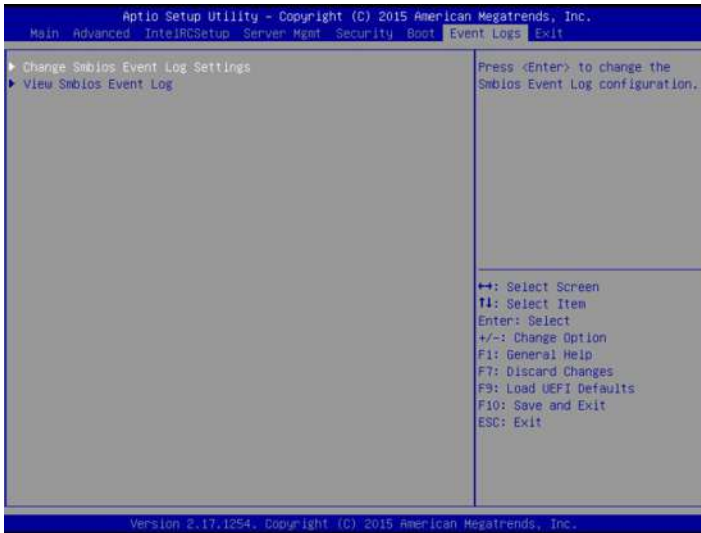 Aptio Setup Utility - Copyright (C) 2015 American Megatrends, Inc.
Main Advanced IntelRCSetup Server Mgmt Security Boot Event Logs Exit
Change Smbios Event Log Settings
View Smbios Event Log
Press <Enter> to change the
Smbios Event Log configuration.
↔: Select Screen
↑↓: Select Item
Enter: Select
+/-: Change Option
F1: General Help
F7: Discard Changes
F9: Load UEFI Defaults
F10: Save and Exit
ESC: Exit
Version 2.17.1254. Copyright (C) 2015 American Megatrends, Inc.